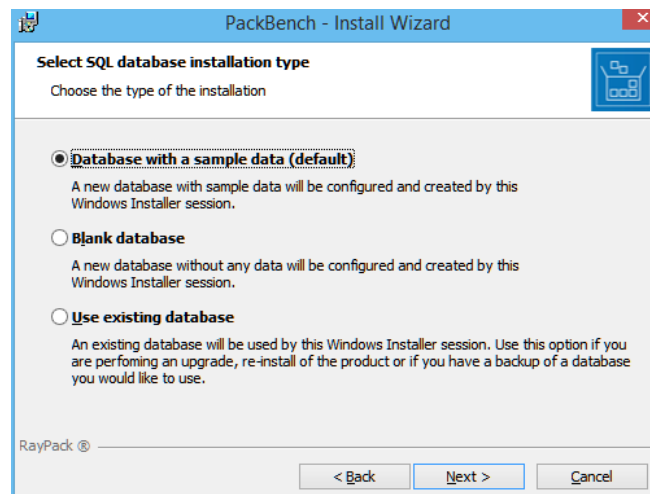 PackBench - Install Wizard
Select SQL database installation type
Choose the type of the installation
Database with a sample data (default)
A new database with sample data will be configured and created by this
Windows Installer session.
Blank database
A new database without any data will be configured and created by this
Windows Installer session.
Use existing database
An existing database will be used by this Windows Installer session. Use this option if you
are perfoming an upgrade, re-install of the product or if you have a backup of a database
you would like to use.
RayPack ®
< Back Next > Cancel